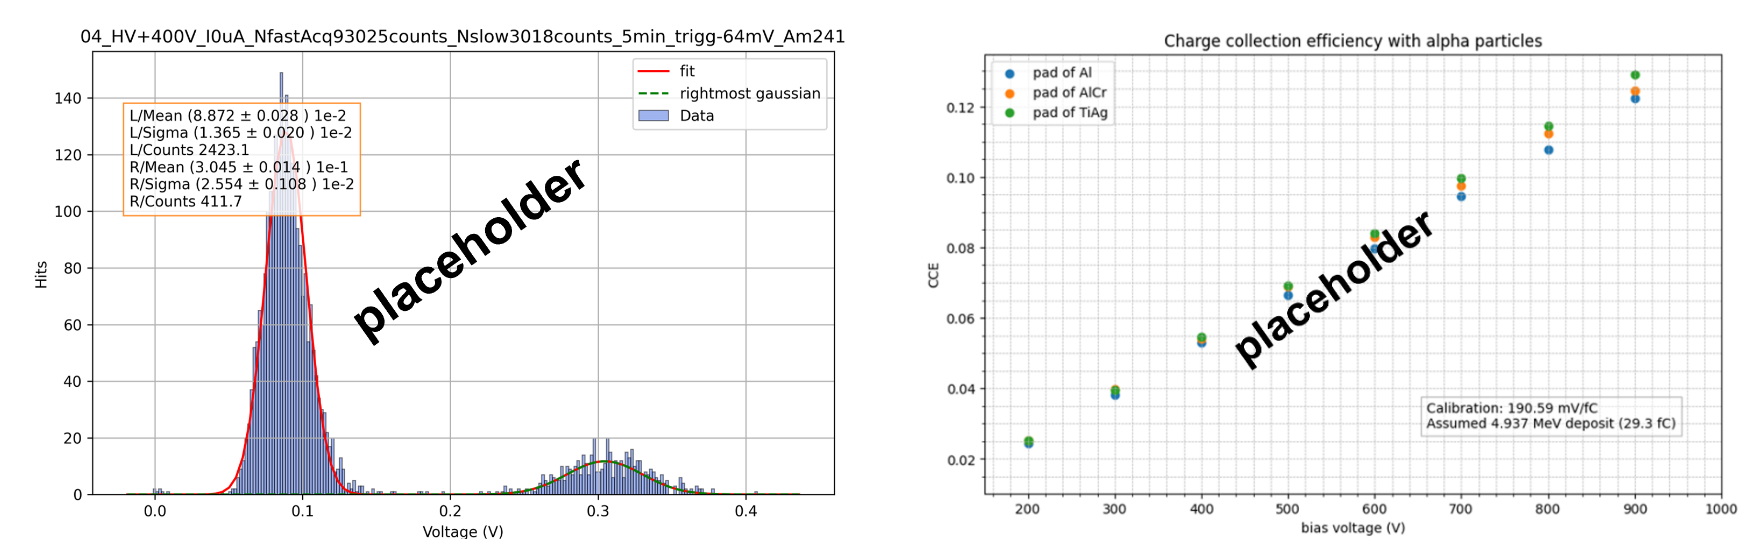 04_HV+400V_I0uA_NfastAcq93025counts_Nslow3018counts_5min_trigg-64mV_Am241
fit
rightmost gaussian
Data
L/Mean (8.872 ± 0.028 ) 1e-2
L/Sigma (1.365 ± 0.020 ) 1e-2
L/Counts 2423.1
R/Mean (3.045 ± 0.014 ) 1e-1
R/Sigma (2.554 ± 0.108 ) 1e-2
R/Counts 411.7
placeholder
Hits
140
120
100
80
60
40
20
0
0.0 0.1 0.2 0.3 0.4
Voltage (V)
Charge collection efficiency with alpha particles
pad of Al
pad of AlCr
pad of TiAg
placeholder
CCE
0.12
0.10
0.08
0.06
0.04
0.02
Calibration: 190.59 mV/fC
Assumed 4.937 MeV deposit (29.3 fC)
200 300 400 500 600 700 800 900 1000
bias voltage (V)